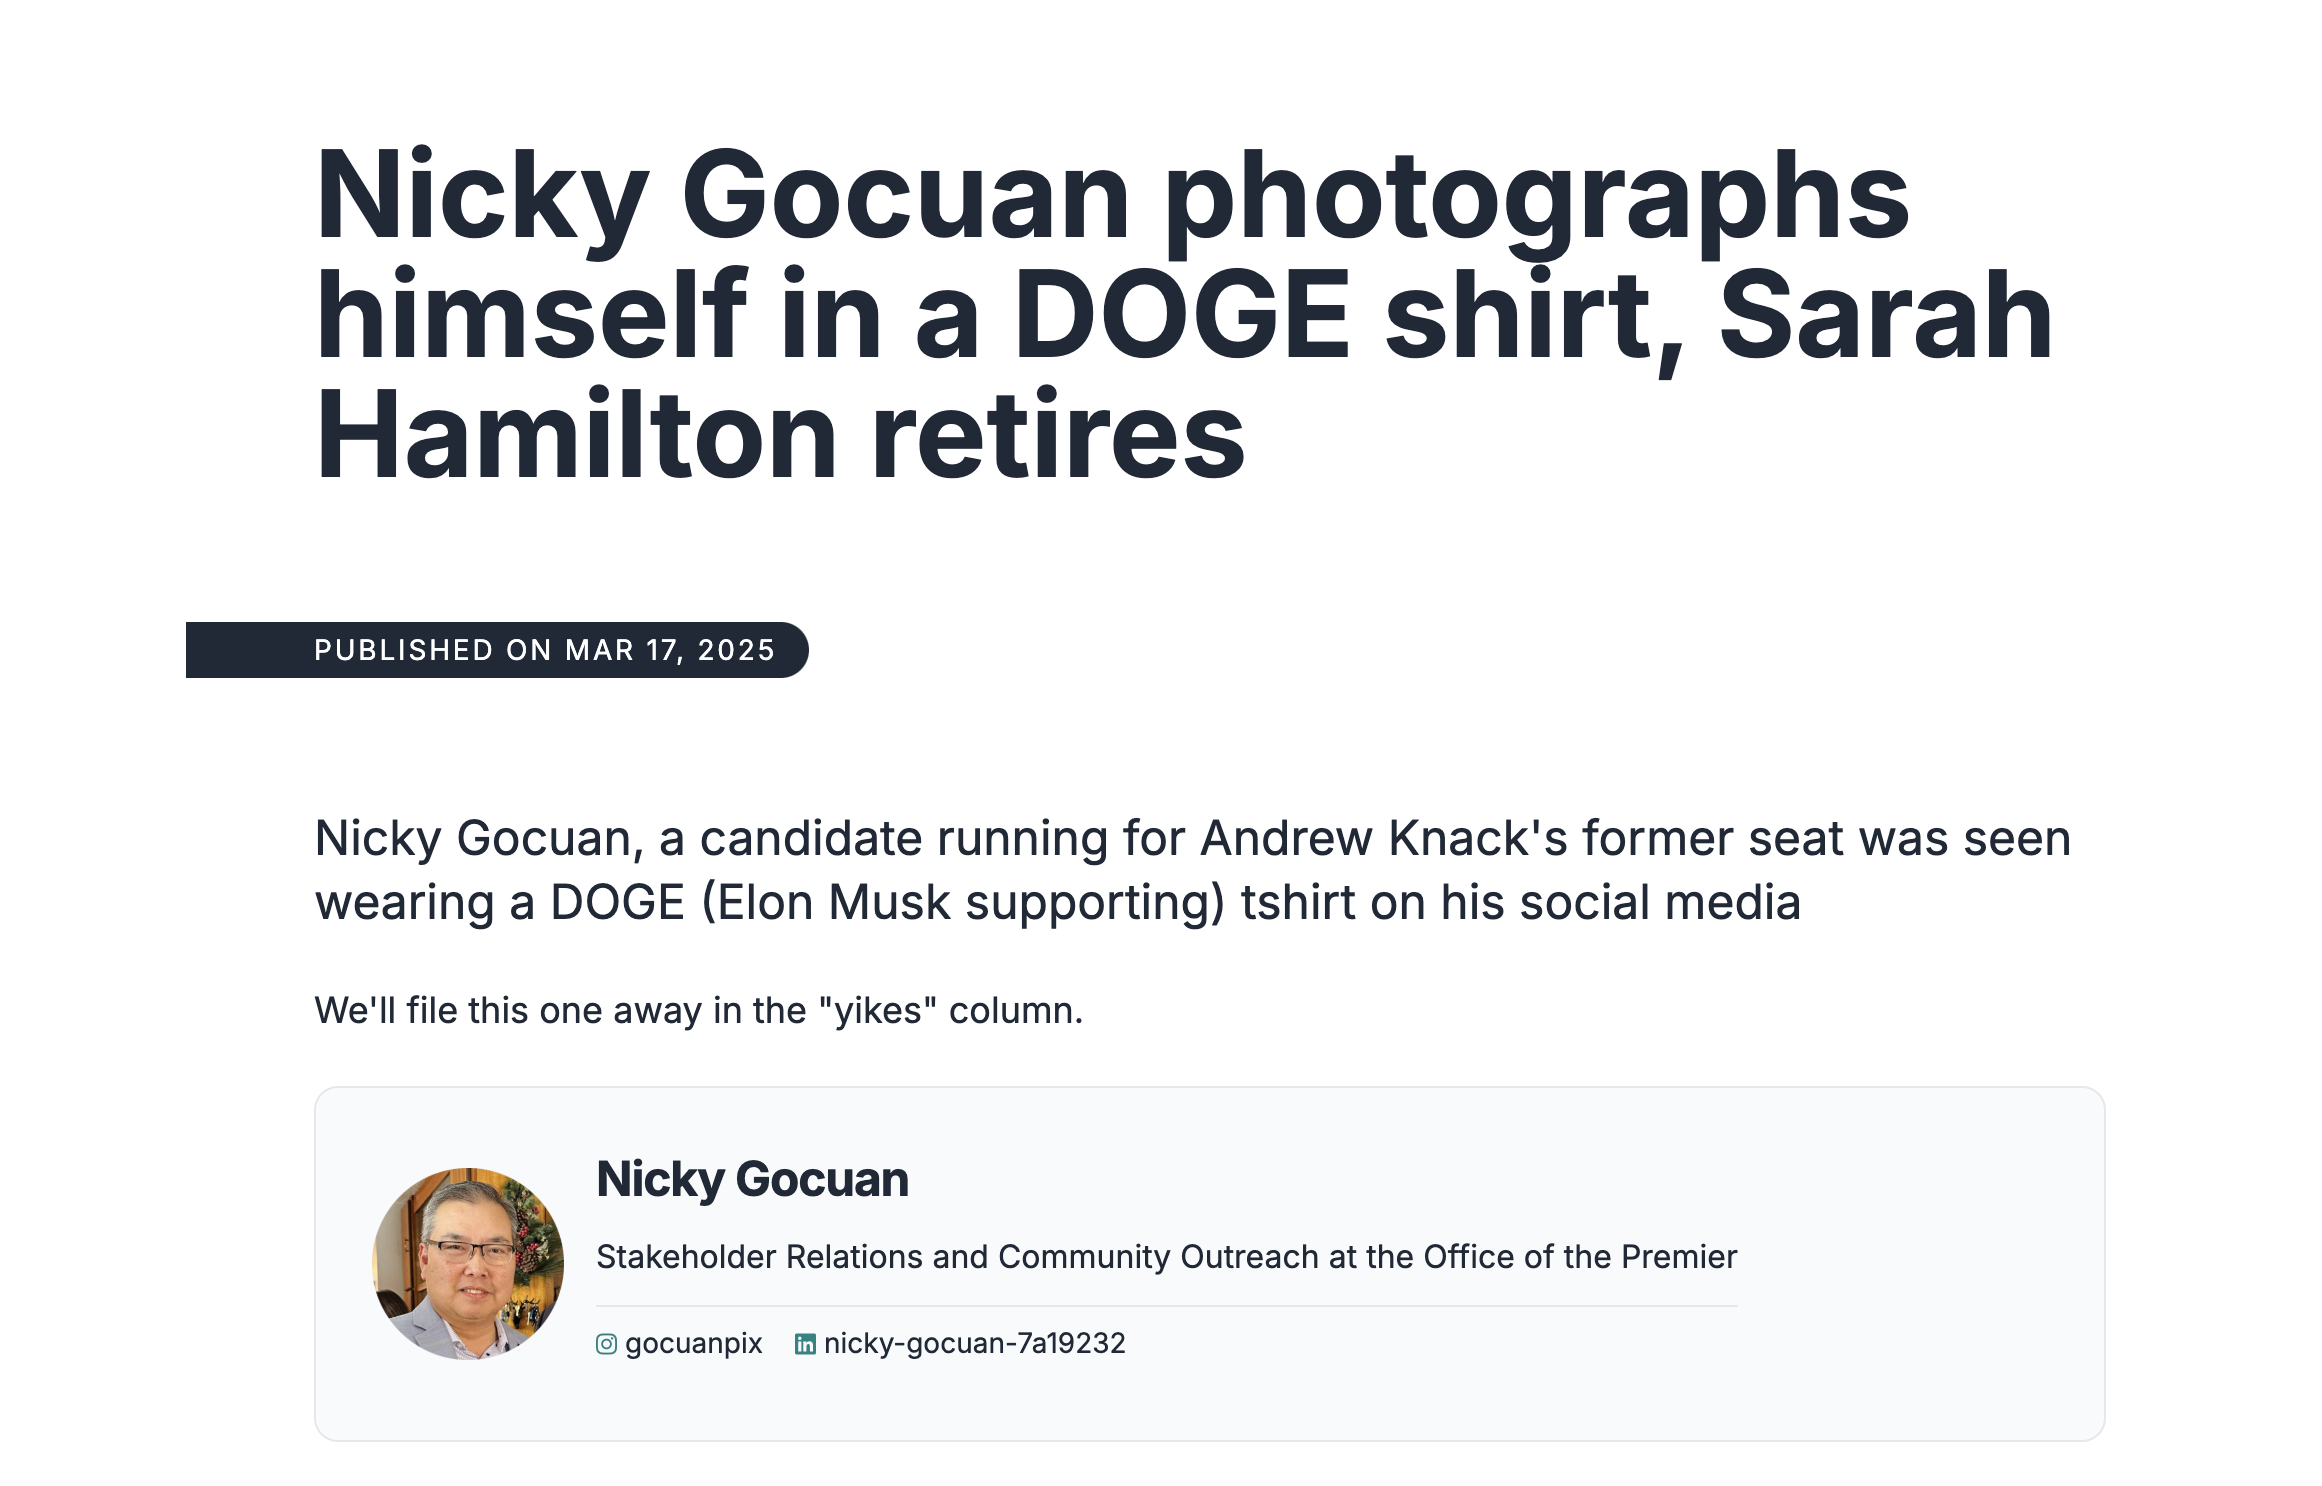 Nicky Gocuan photographs
himself in a DOGE shirt, Sarah
Hamilton retires
PUBLISHED ON MAR 17, 2025
Nicky Gocuan, a candidate running for Andrew Knack's former seat was seen
wearing a DOGE (Elon Musk supporting) tshirt on his social media
We'll file this one away in the "yikes" column.
Nicky Gocuan
Stakeholder Relations and Community Outreach at the Office of the Premier
gocuanpix nicky-gocuan-7a19232